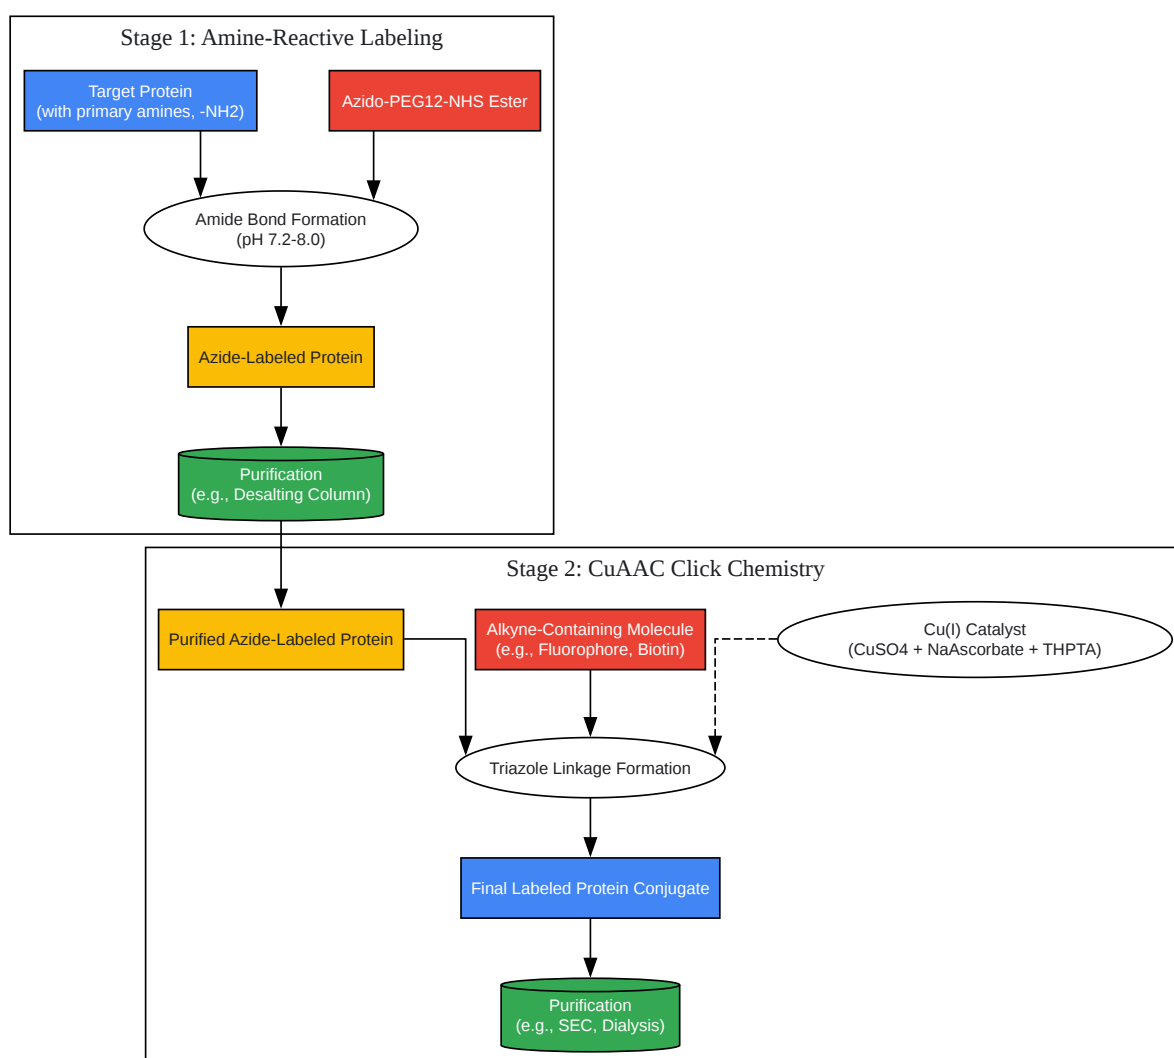 Stage 1: Amine-Reactive Labeling
Target Protein
(with primary amines, -NH2)
Azido-PEG12-NHS Ester
Amide Bond Formation
(pH 7.2-8.0)
Azide-Labeled Protein
Purification
(e.g., Desalting Column)
Stage 2: CuAAC Click Chemistry
Purified Azide-Labeled Protein
Alkyne-Containing Molecule
(e.g., Fluorophore, Biotin)
Cu(I) Catalyst
(CuSO4 + NaAscorbate + THPTA)
Triazole Linkage Formation
Final Labeled Protein Conjugate
Purification
(e.g., SEC, Dialysis)